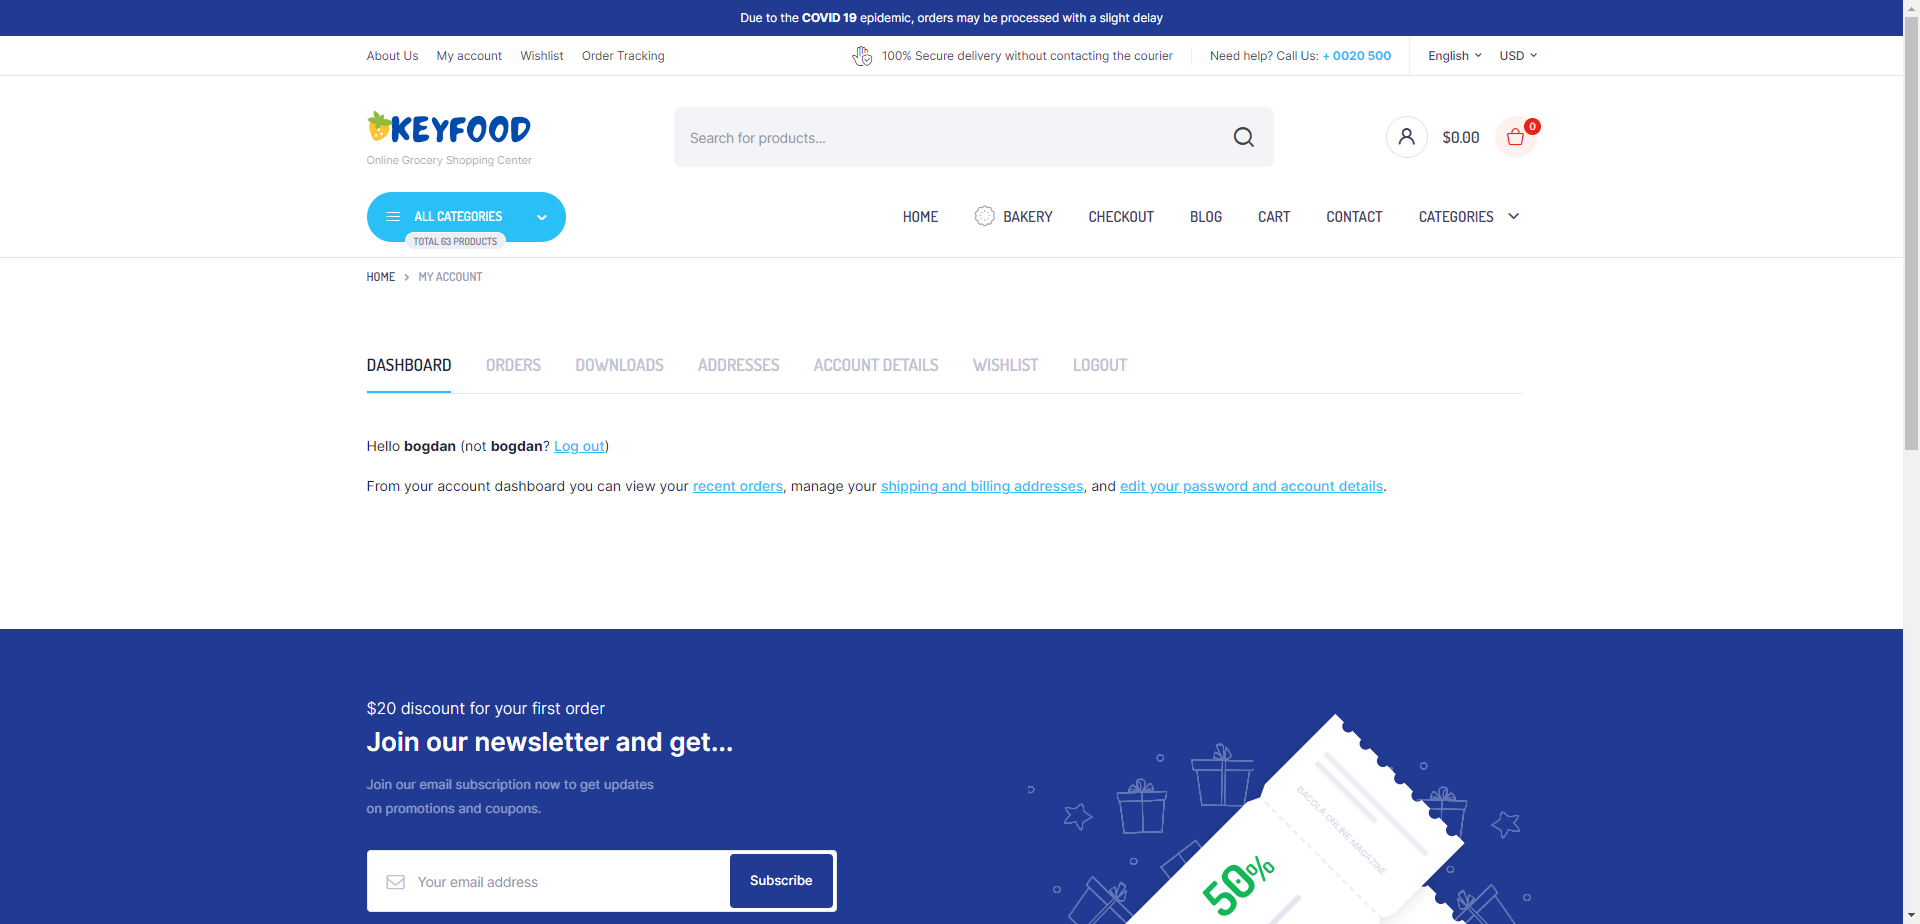 Due to the COVID 19 epidemic, orders may be processed with a slight delay
About Us My account Wishlist Order Tracking 100% Secure delivery without contacting the courier Need help? Call Us: + 0020 500 English USD
KEYFOOD
Online Grocery Shopping Center
Search for products...
$0.00
0
ALL CATEGORIES
TOTAL 63 PRODUCTS
HOME BAKERY CHECKOUT BLOG CART CONTACT CATEGORIES
HOME MY ACCOUNT
DASHBOARD ORDERS DOWNLOADS ADDRESSES ACCOUNT DETAILS WISHLIST LOGOUT
Hello bogdan (not bogdan? Log out)
From your account dashboard you can view your recent orders, manage your shipping and billing addresses, and edit your password and account details.
$20 discount for your first order
Join our newsletter and get...
Join our email subscription now to get updates
on promotions and coupons.
Your email address
Subscribe
BACOLA ONLINE MAGAZINE
50%